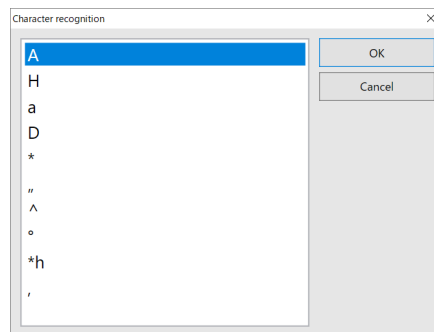 Character recognition
A
H
a
D
*
„
^
°
*h
,
OK
Cancel